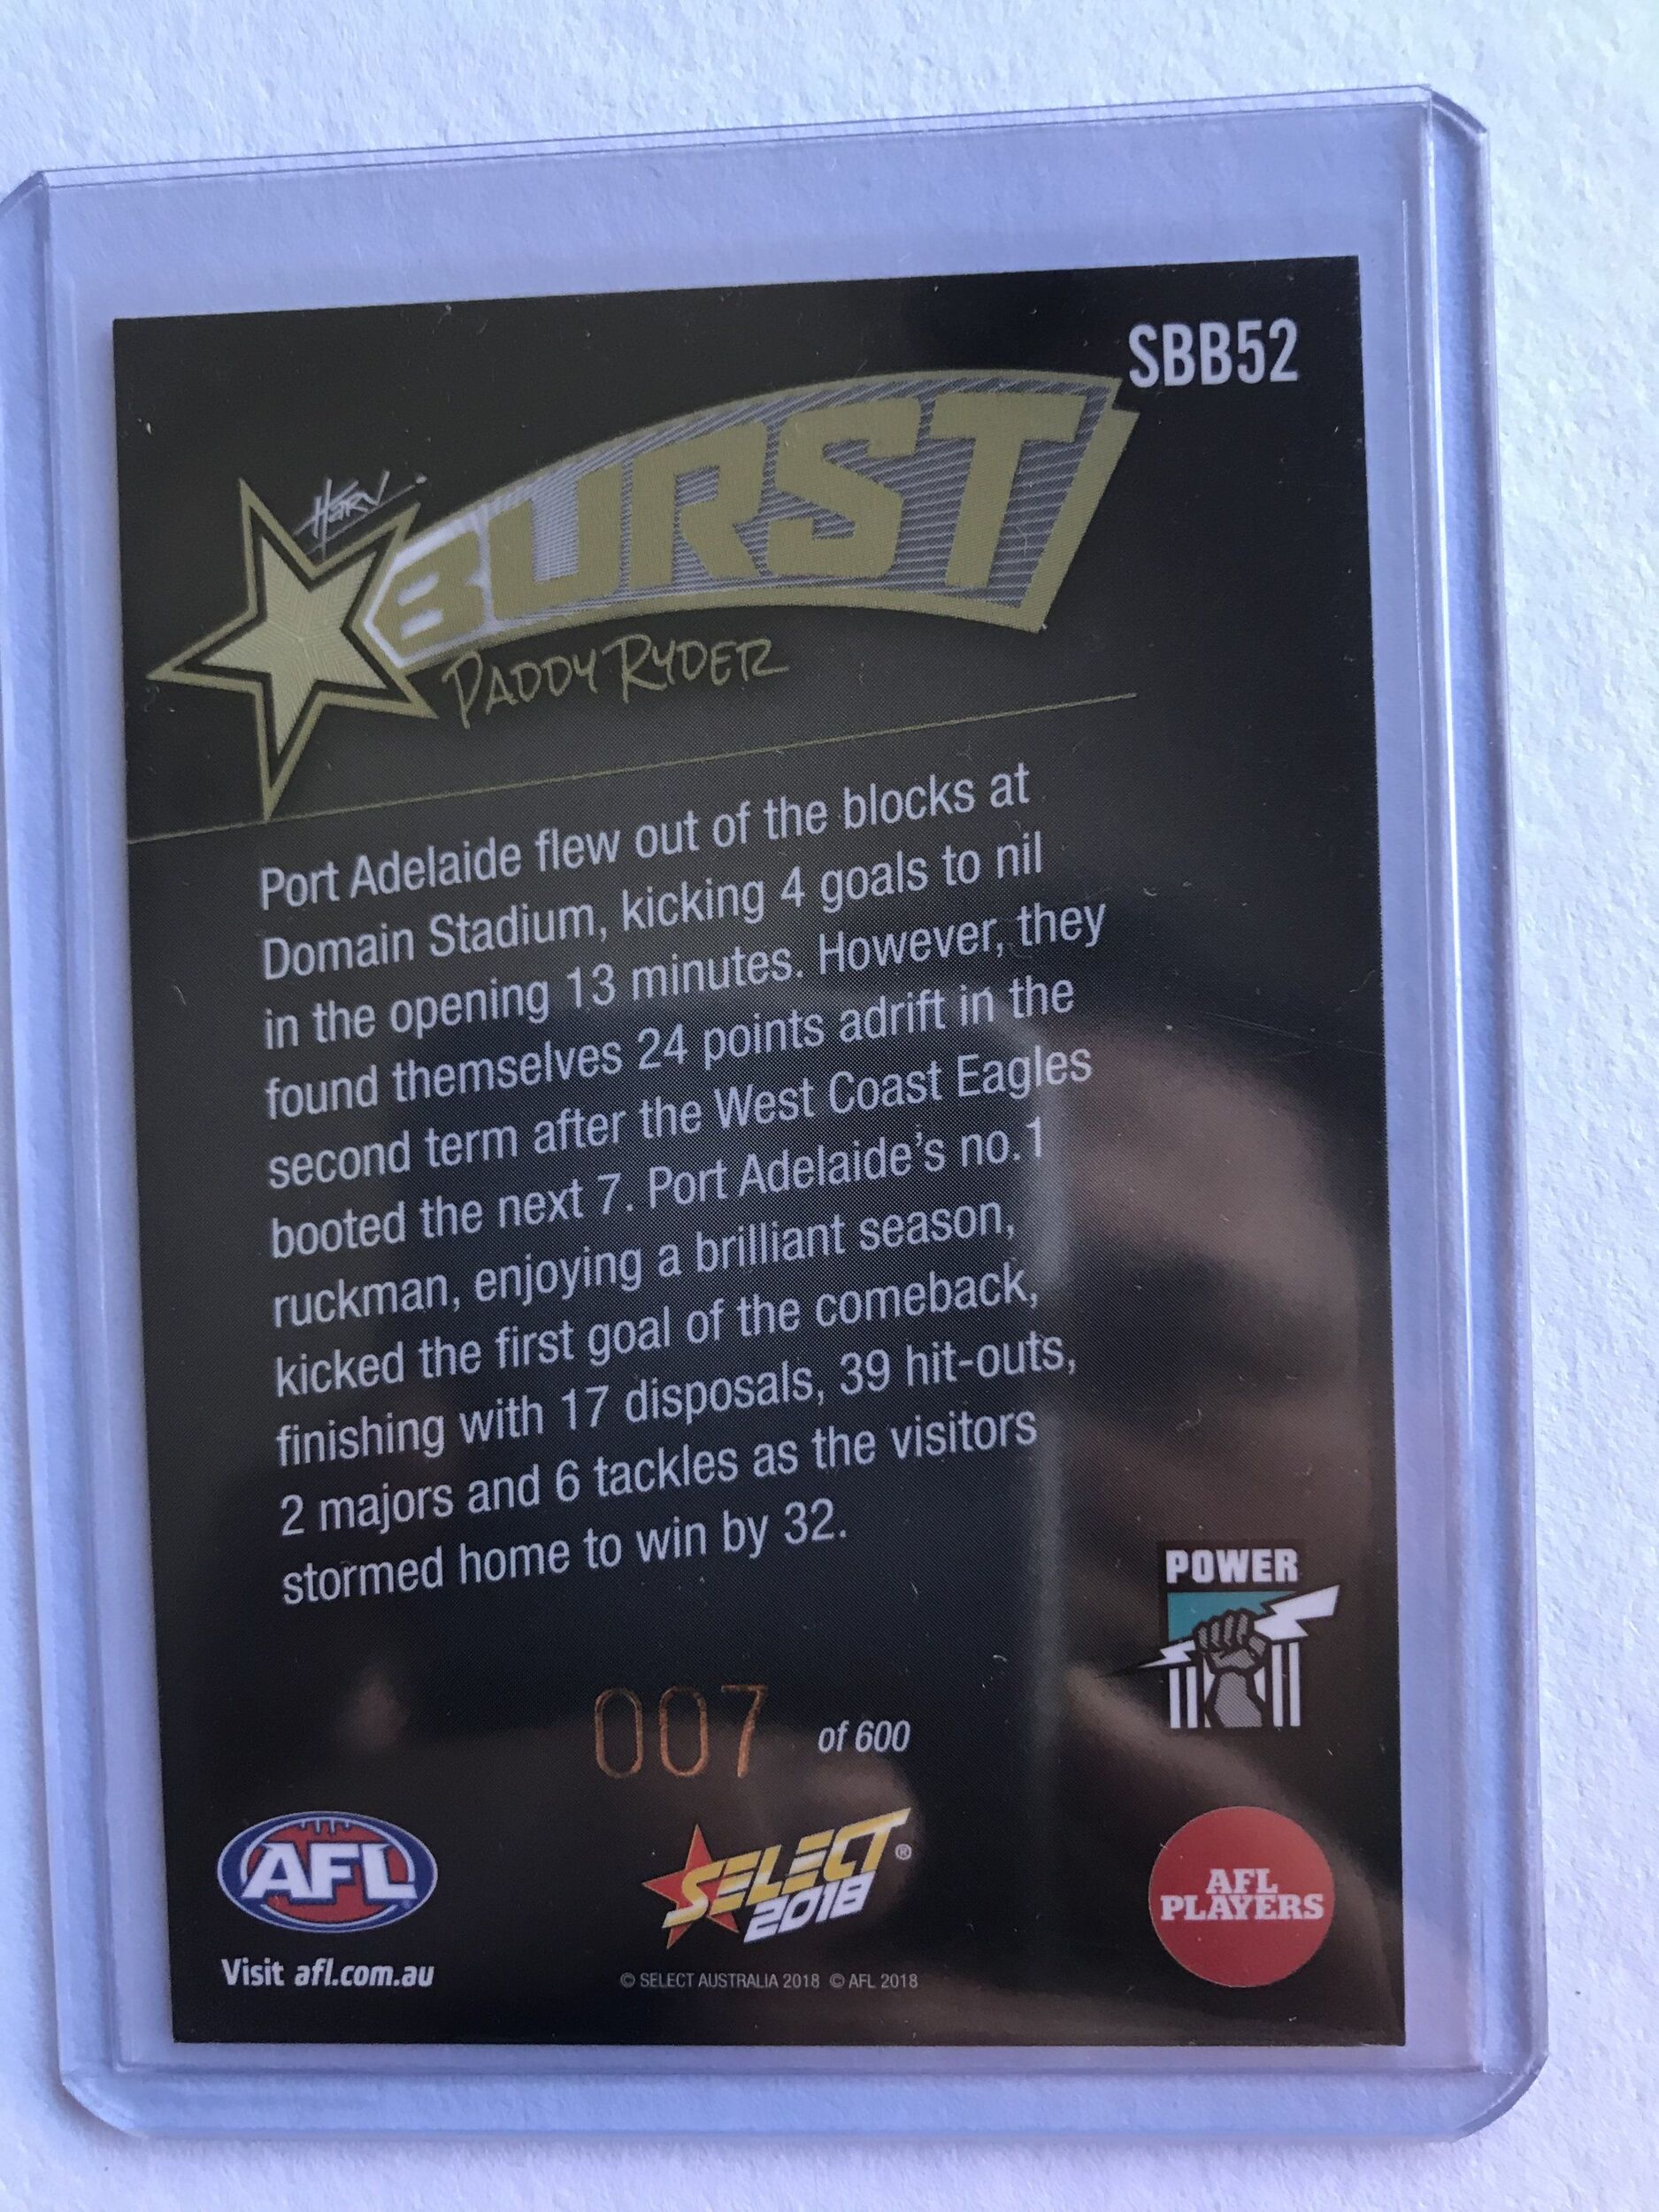 SBB52
Harv
BURST
PADDY RYDER
Port Adelaide flew out of the blocks at
Domain Stadium, kicking 4 goals to nil
in the opening 13 minutes. However, they
found themselves 24 points adrift in the
second term after the West Coast Eagles
booted the next 7. Port Adelaide's no.1
ruckman, enjoying a brilliant season,
kicked the first goal of the comeback,
finishing with 17 disposals, 39 hit-outs,
2 majors and 6 tackles as the visitors
stormed home to win by 32.
POWER
007 of 600
AFL
Visit afl.com.au
SELECT®
2018
© SELECT AUSTRALIA 2018 © AFL 2018
AFL
PLAYERS